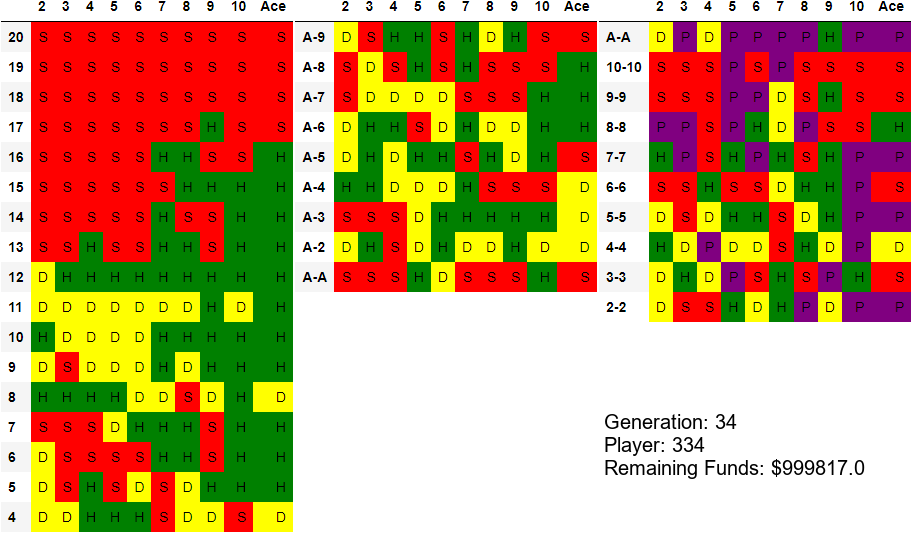 2 3 4 5 6 7 8 9 10 Ace
20 S S S S S S S S S S
19 S S S S S S S S S S
18 S S S S S S S S S S
17 S S S S S S S H S S
16 S S S S S H H S S H
15 S S S S S S H H H H
14 S S S S S H S S H H
13 S S H S S H H S H H
12 D H H H H H H H H H
11 D D D D D D D H D H
10 H D D D D H H H H H
9 D S D D D H D H H H
8 H H H H D D S D H D
7 S S S D H H H S H H
6 D S S S S H H S H H
5 D S H S D S D H H H
4 D D H H H S D D S D
2 3 4 5 6 7 8 9 10 Ace
A-9 D S H H S H D H S S
A-8 S D S H S H S S S H
A-7 S D D D D S S S H H
A-6 D H H S D H D D H H
A-5 D H D H H S H D H S
A-4 H H D D D H S S S D
A-3 S S S D H H H H H D
A-2 D H S D H D D H D D
A-A S S S H D S S S H S
2 3 4 5 6 7 8 9 10 Ace
A-A D P D P P P P H P P
10-10 S S S P S P S S S S
9-9 S S S P P D S H S S
8-8 P P S P H D P S S H
7-7 H P S H P H S H P P
6-6 S S H S S D H H P S
5-5 D S D H H S D H P P
4-4 H D P D D S H D P D
3-3 D H D P S H S P H S
2-2 D S S H D H P D P P
Generation: 34
Player: 334
Remaining Funds: $999817.0